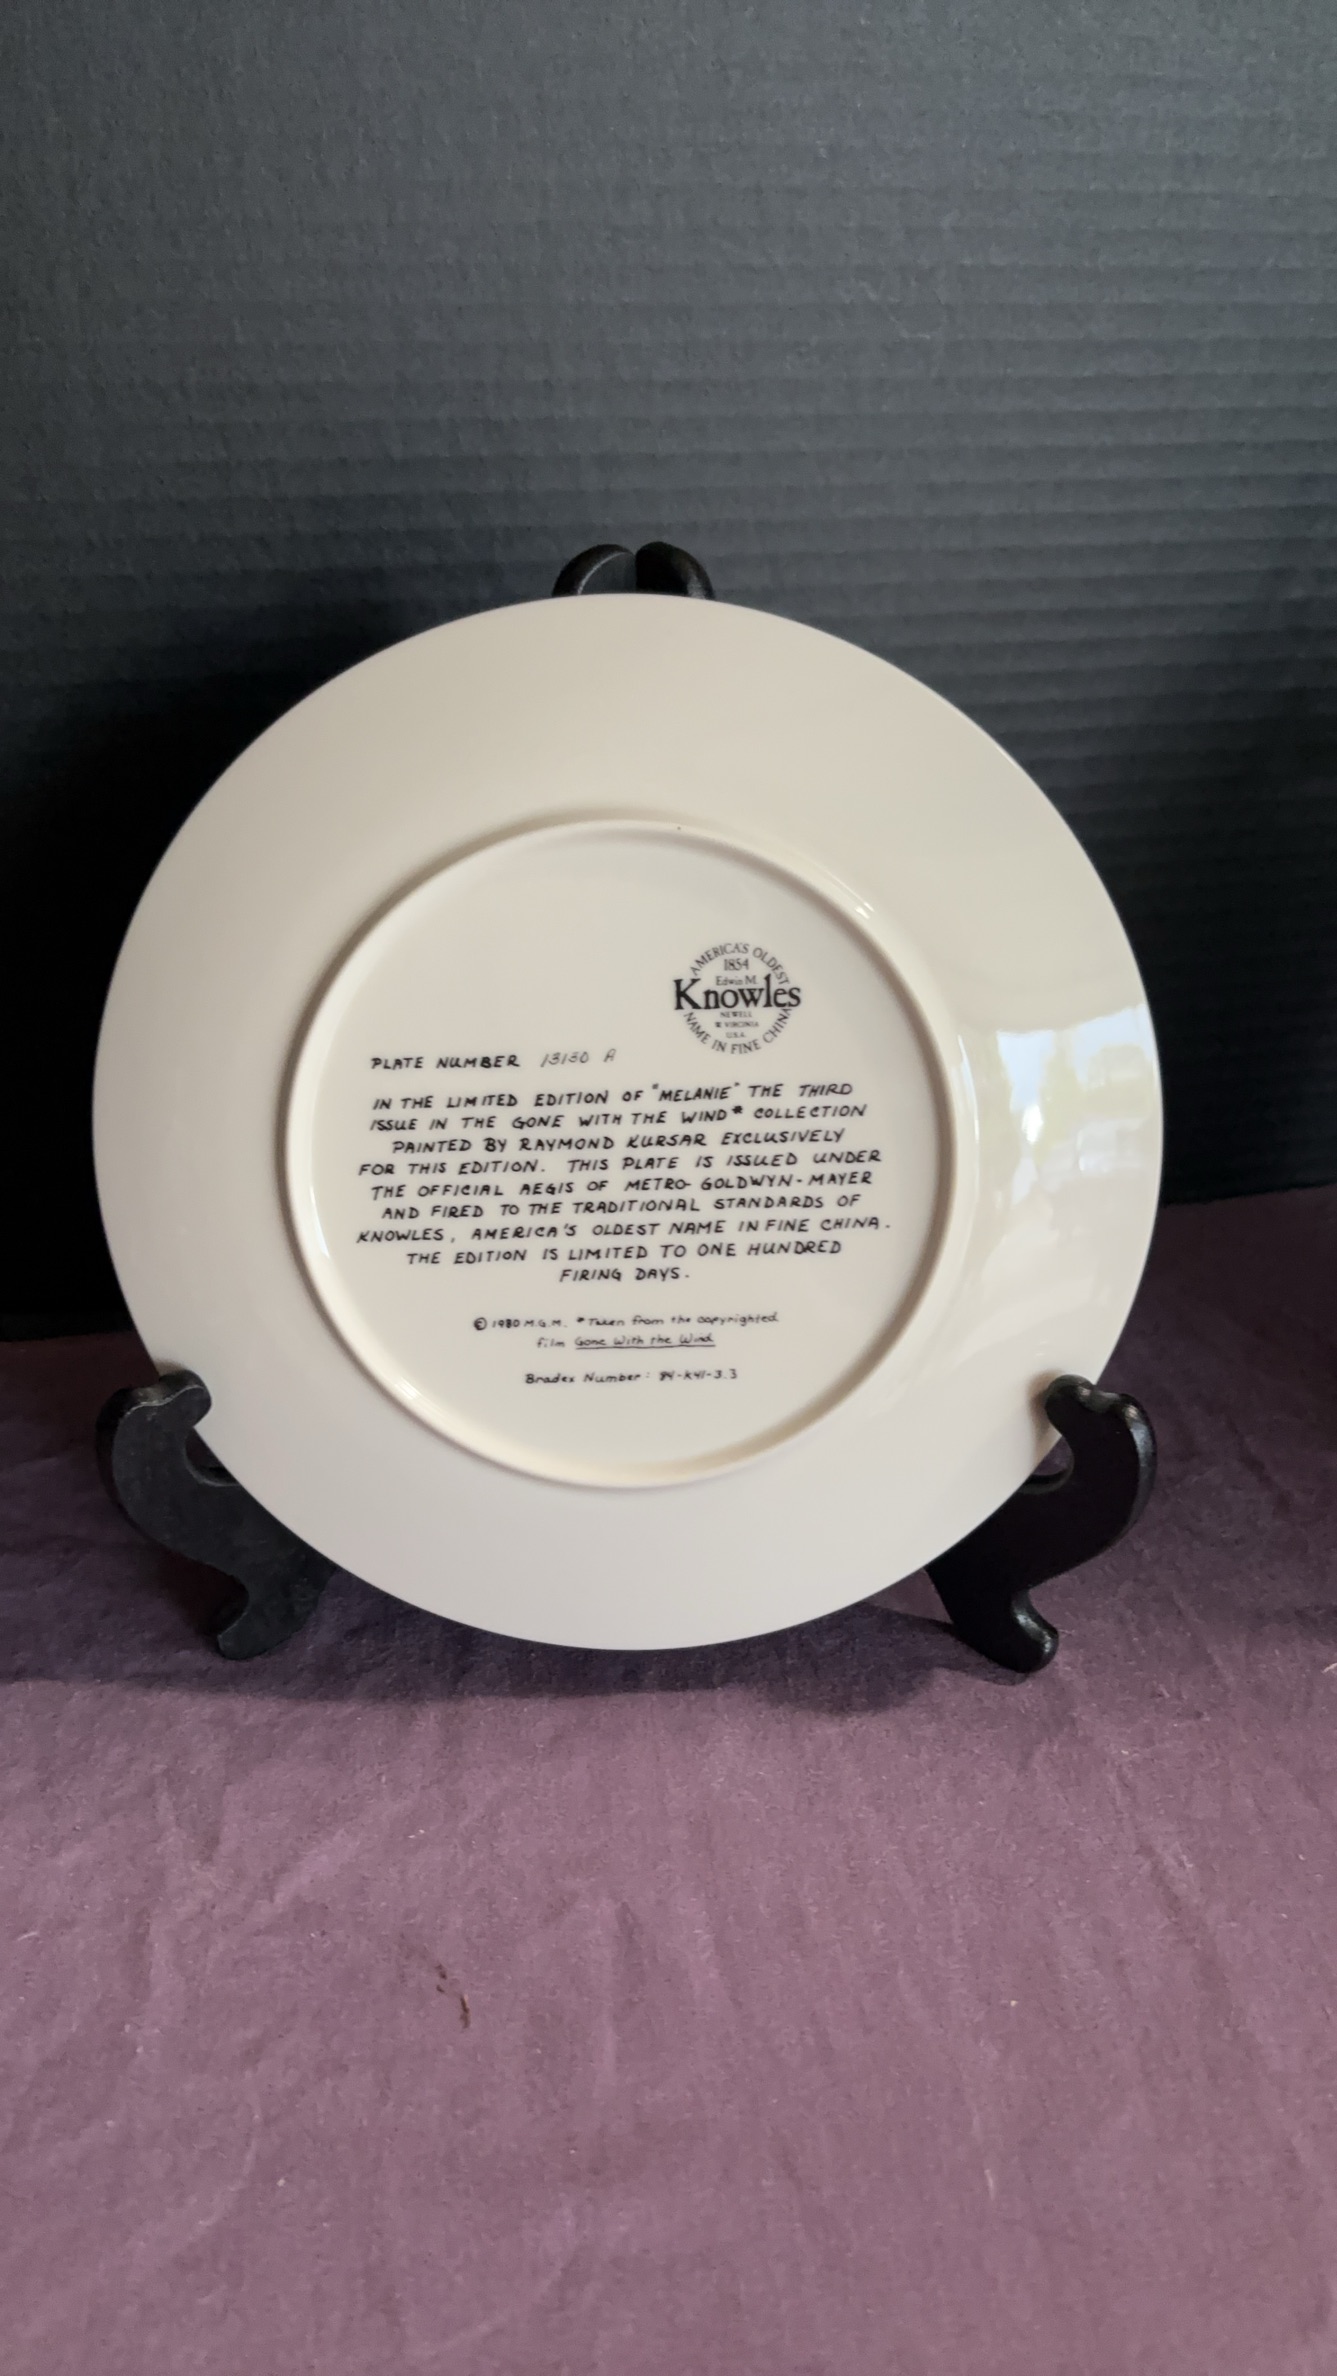 AMERICA'S OLDEST
1854
Edwin M.
Knowles
NEWELL
W. VIRGINIA
U.S.A.
NAME IN FINE CHINA
PLATE NUMBER 13130 A
IN THE LIMITED EDITION OF "MELANIE" THE THIRD
ISSUE IN THE GONE WITH THE WIND* COLLECTION
PAINTED BY RAYMOND KURSAR EXCLUSIVELY
FOR THIS EDITION. THIS PLATE IS ISSUED UNDER
THE OFFICIAL AEGIS OF METRO-GOLDWYN-MAYER
AND FIRED TO THE TRADITIONAL STANDARDS OF
KNOWLES, AMERICA'S OLDEST NAME IN FINE CHINA.
THE EDITION IS LIMITED TO ONE HUNDRED
FIRING DAYS.
© 1980 M.G.M. *Taken from the copyrighted
film Gone With the Wind
Bradex Number: 84-K41-3.3